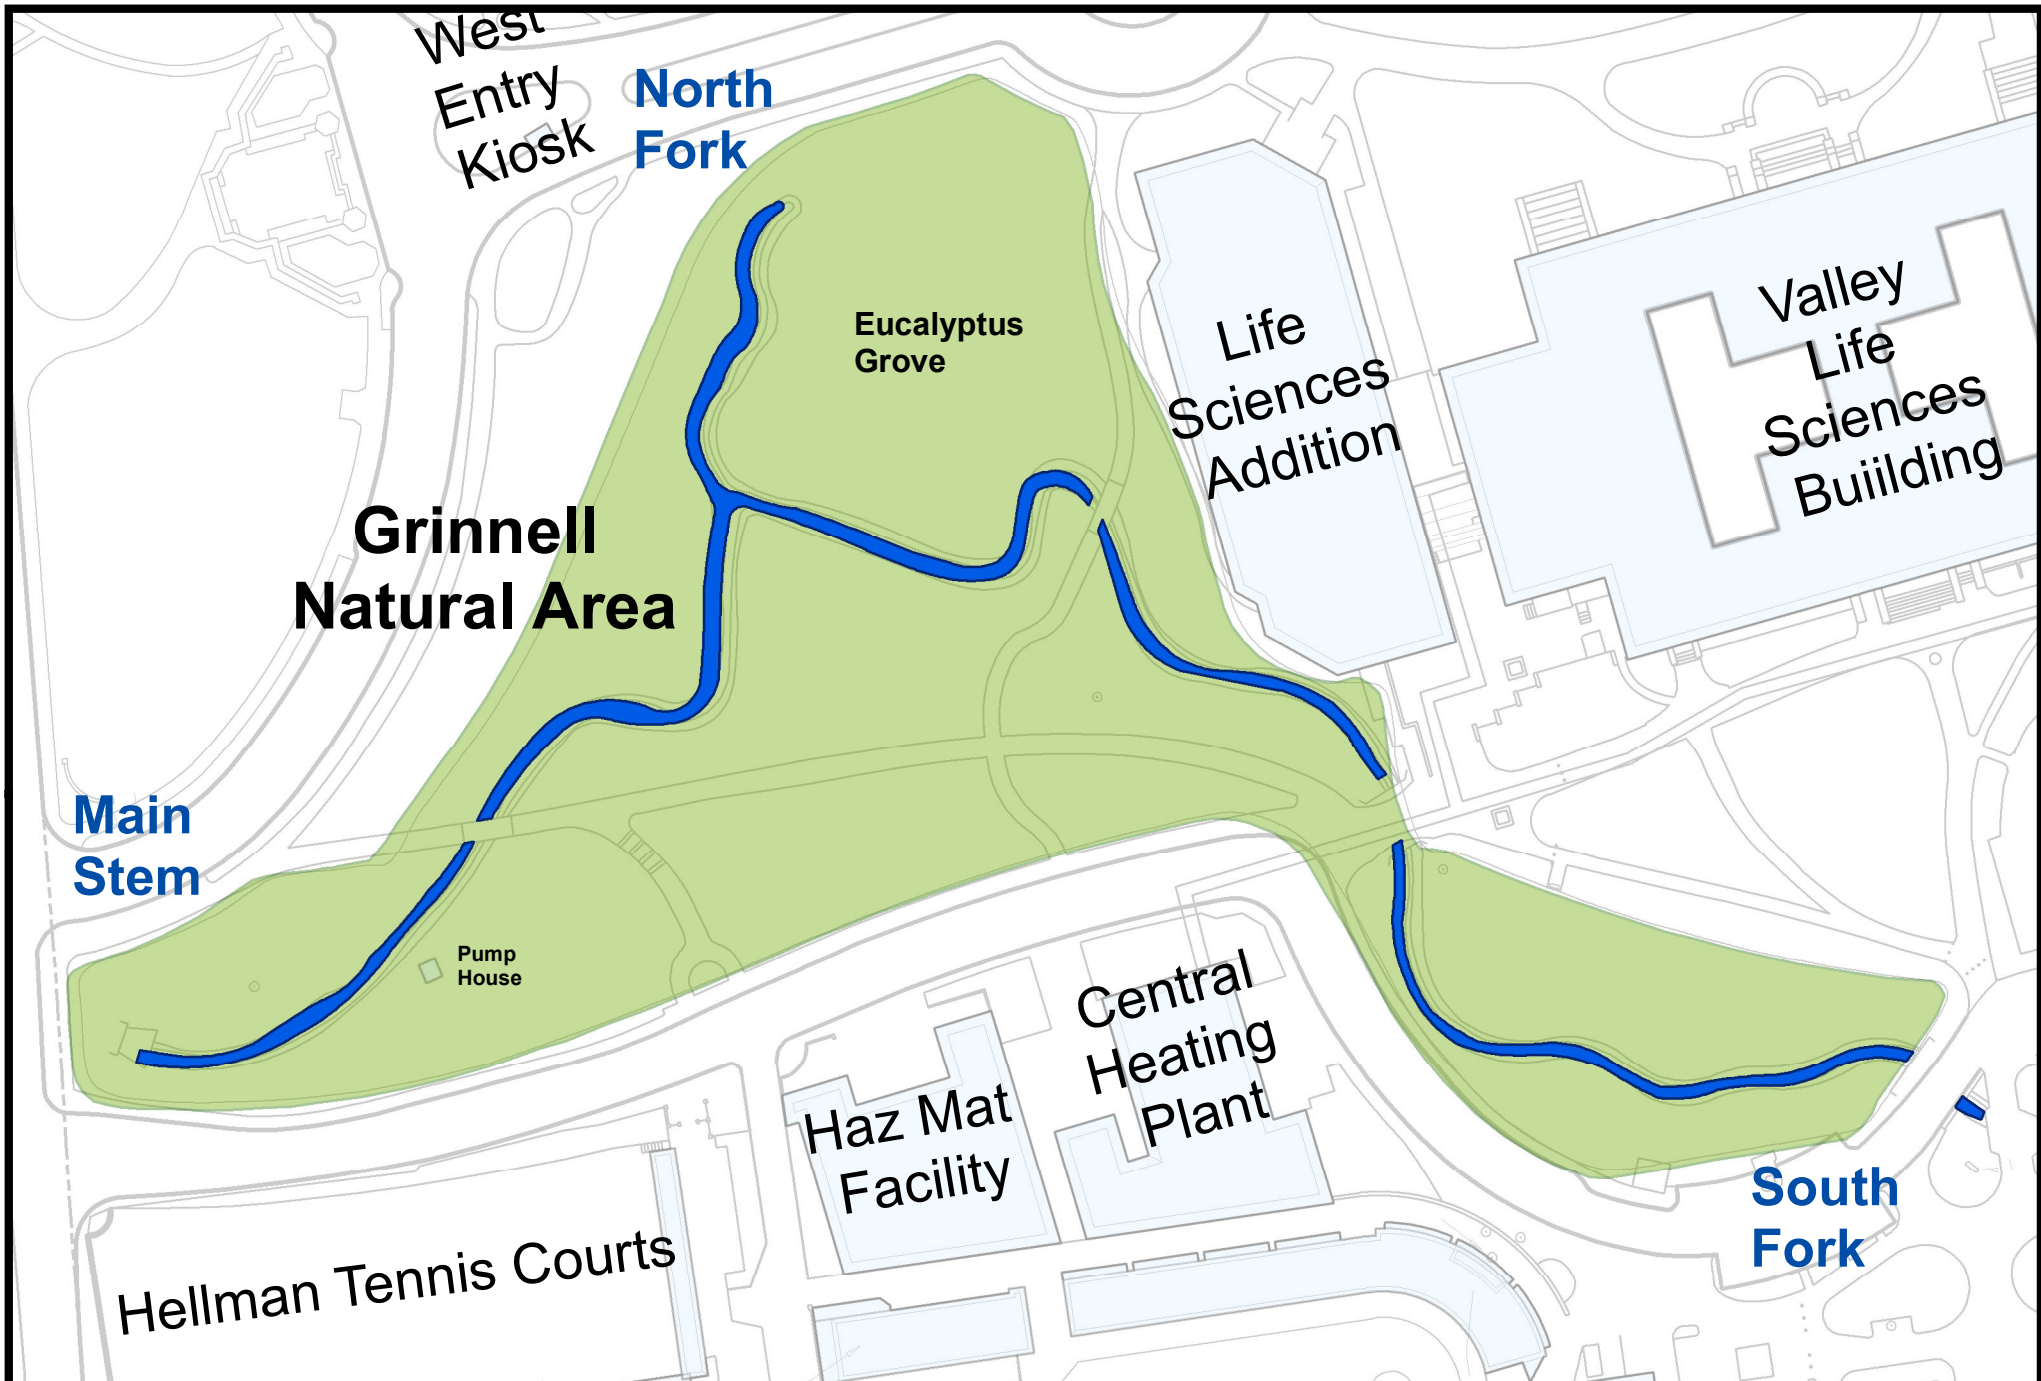 West
Entry
Kiosk
North
Fork
Eucalyptus
Grove
Life
Sciences
Addition
Valley
Life
Sciences
Buiilding
Grinnell
Natural Area
Main
Stem
Pump
House
Central
Heating
Plant
Haz Mat
Facility
South
Fork
Hellman Tennis Courts